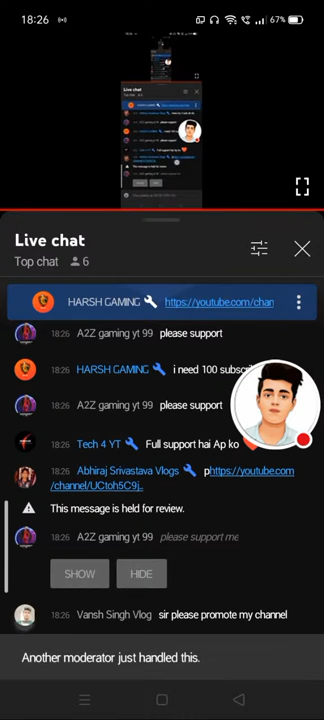 18:26
67%
Live chat
Top chat 6
HARSH GAMING https://youtube.com/chan
18:26 A2Z gaming yt 99 please support
18:26 HARSH GAMING i need 100 subscri
18:26 A2Z gaming yt 99 please support
18:26 Tech 4 YT Full support hai Ap ko
18:26 Abhiraj Srivastava Vlogs phttps://youtube.com
/channel/UCtoh5C9j..
This message is held for review.
18:26 A2Z gaming yt 99 please support me
SHOW HIDE
18:26 Vansh Singh Vlog sir please promote my channel
Another moderator just handled this.